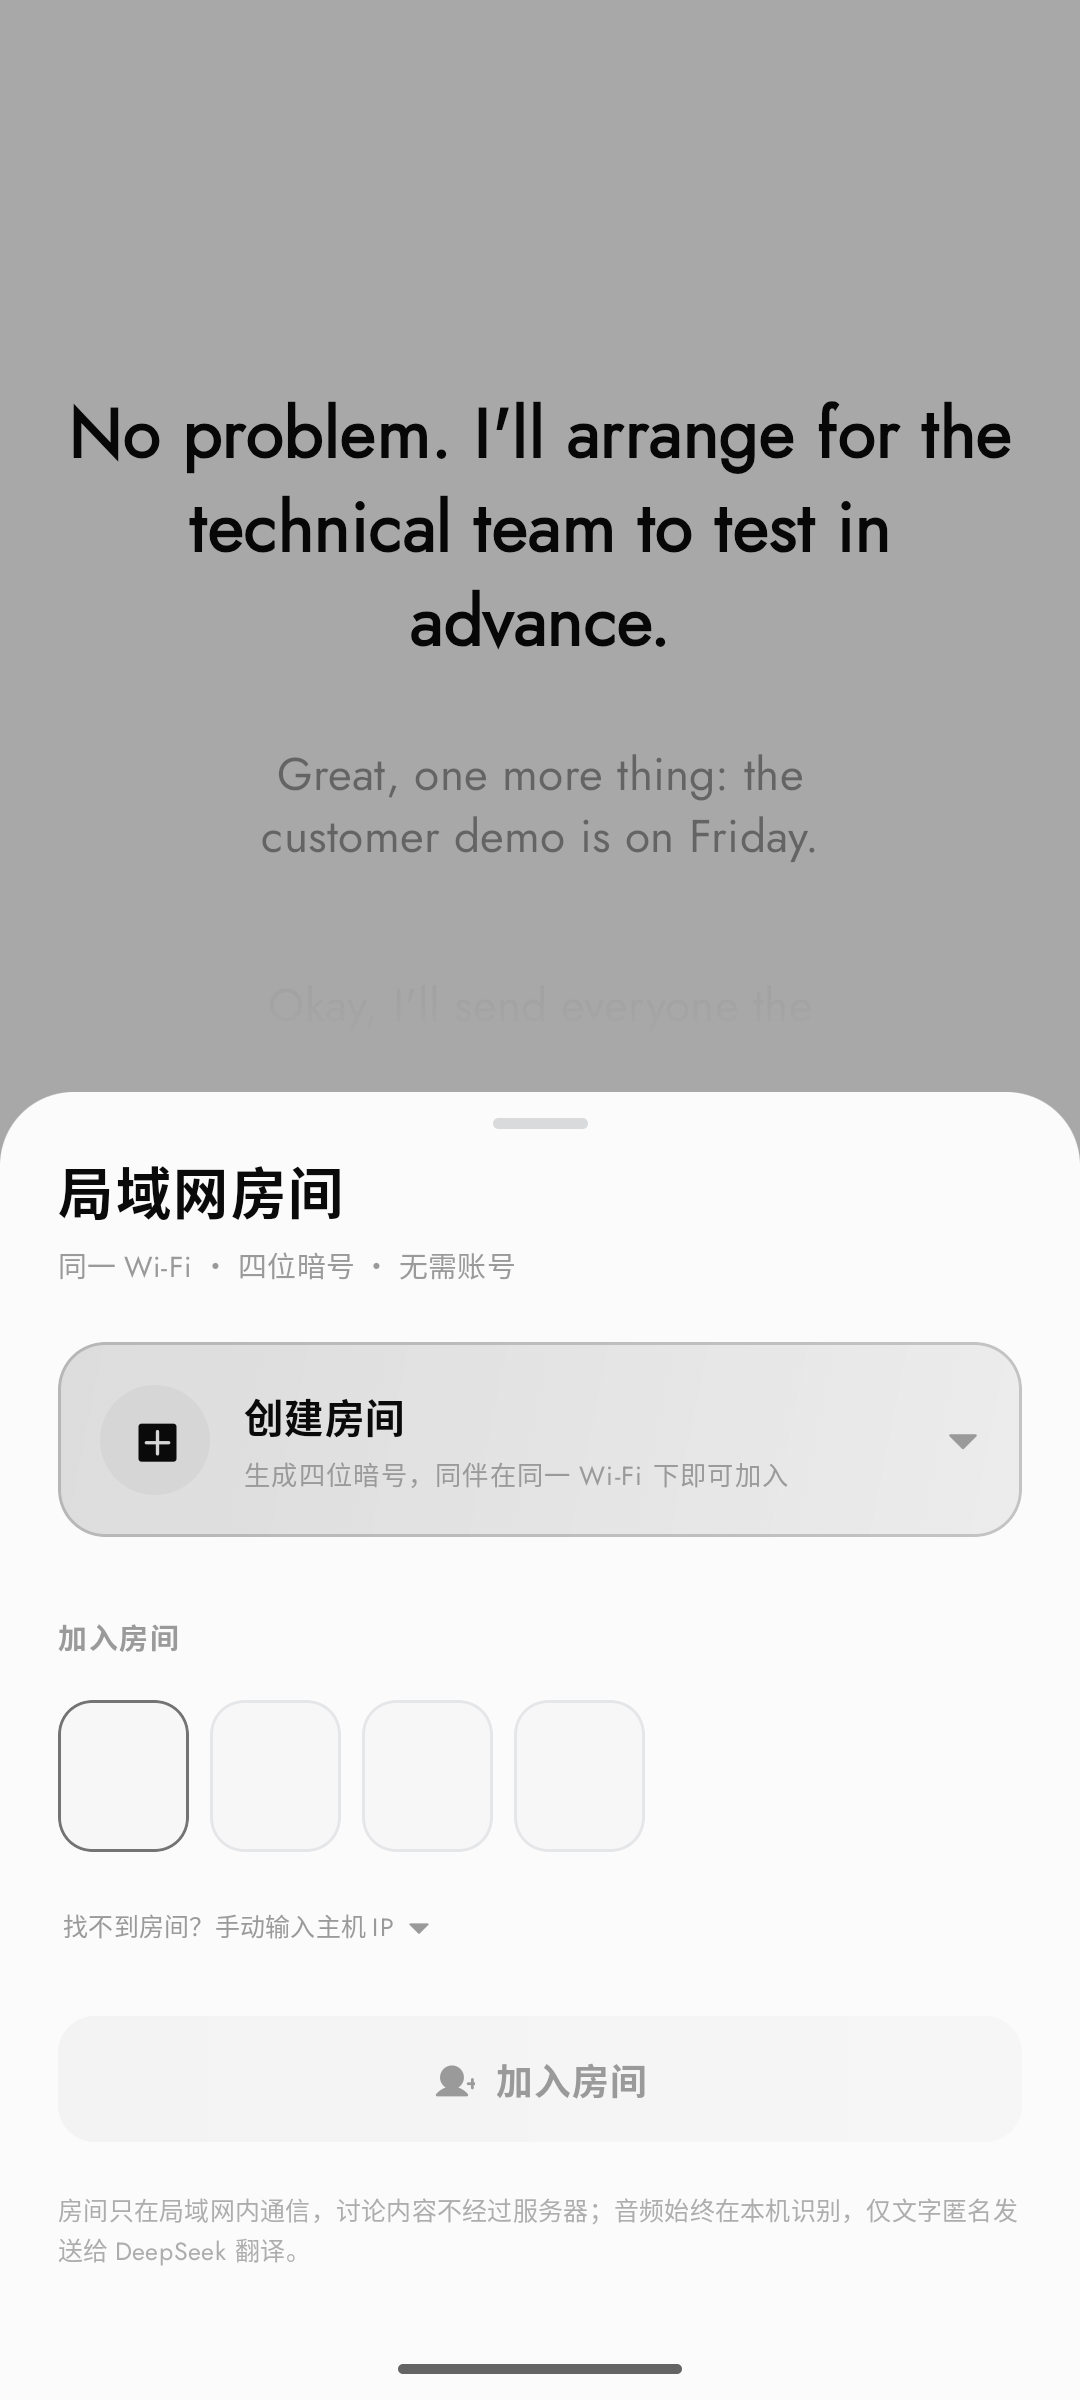 No problem. I'll arrange for the
technical team to test in
advance.
Great, one more thing: the
customer demo is on Friday.
Okay, I'll send everyone the
局域网房间
同一 Wi-Fi · 四位暗号 · 无需账号
创建房间
生成四位暗号，同伴在同一 Wi-Fi 下即可加入
加入房间
找不到房间？手动输入主机 IP
加入房间
房间只在局域网内通信，讨论内容不经过服务器；音频始终在本机识别，仅文字匿名发
送给 DeepSeek 翻译。